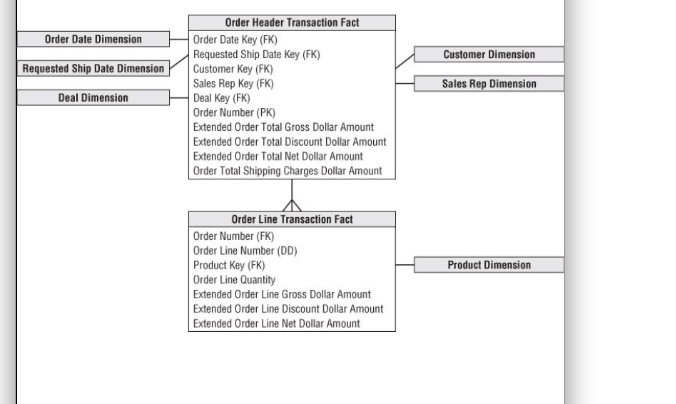 Order Header Transaction Fact
Order Date Key (FK)
Requested Ship Date Key (FK)
Customer Key (FK)
Sales Rep Key (FK)
Deal Key (FK)
Order Number (PK)
Extended Order Total Gross Dollar Amount
Extended Order Total Discount Dollar Amount
Extended Order Total Net Dollar Amount
Order Total Shipping Charges Dollar Amount
Order Date Dimension
Requested Ship Date Dimension
Deal Dimension
Customer Dimension
Sales Rep Dimension
Order Line Transaction Fact
Order Number (FK)
Order Line Number (DD)
Product Key (FK)
Order Line Quantity
Extended Order Line Gross Dollar Amount
Extended Order Line Discount Dollar Amount
Extended Order Line Net Dollar Amount
Product Dimension